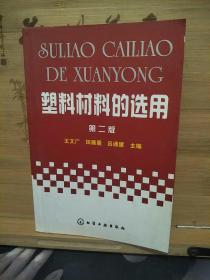 SULIAO CAILIAO
DE XUANYONG
塑料材料的选用
第二版
王文广 田雁晨 吕通建 主编
化学工业出版社